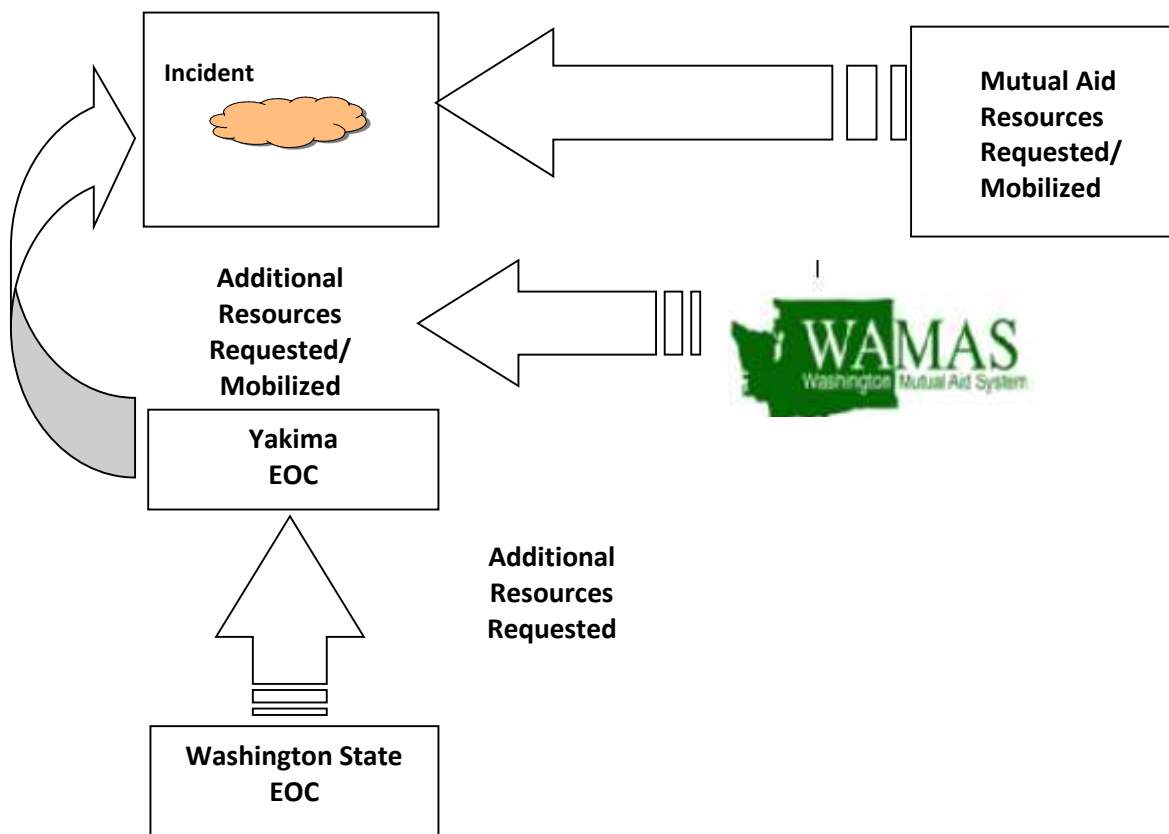 Incident
Mutual Aid
Resources
Requested/
Mobilized
Additional
Resources
Requested/
Mobilized
WAMAS
Washington Mutual Aid System
Yakima
EOC
Additional
Resources
Requested
Washington State
EOC